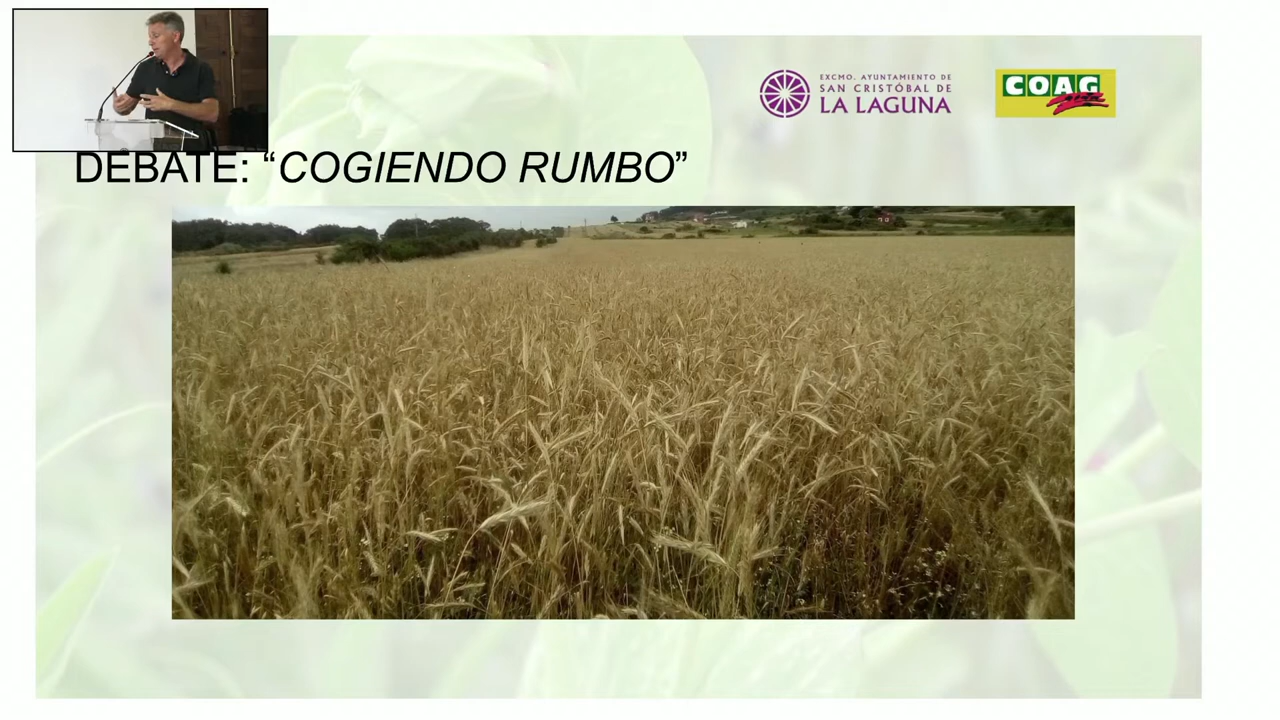 EXCMO. AYUNTAMIENTO DE
SAN CRISTÓBAL DE
LA LAGUNA
COAG
DEBATE: “COGIENDO RUMBO”